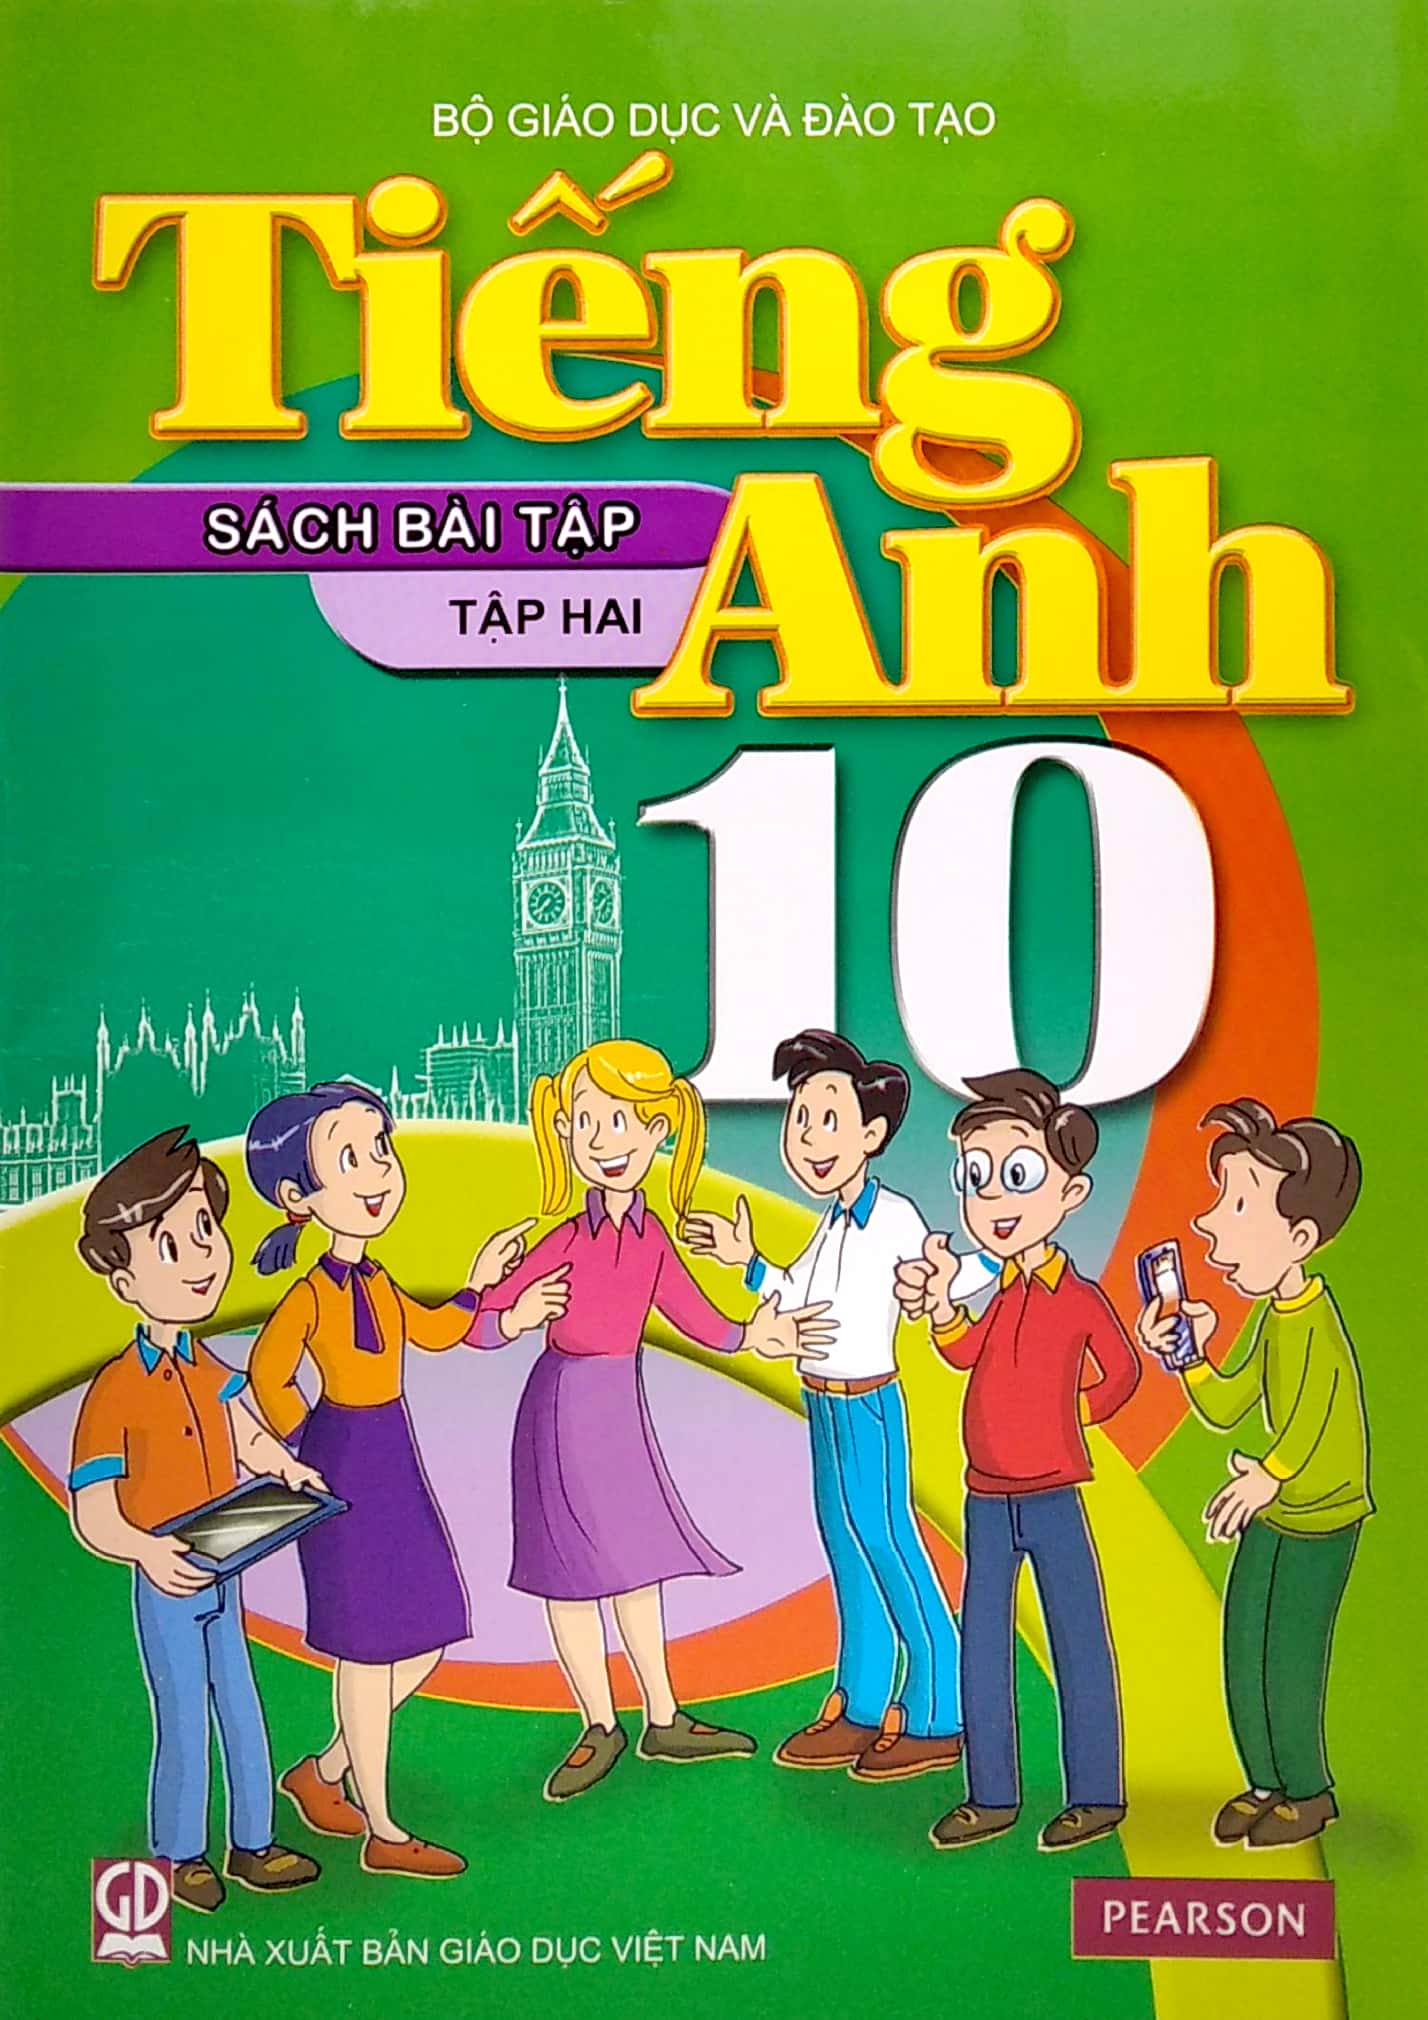 BỘ GIÁO DỤC VÀ ĐÀO TẠO
Tiếng
Anh
SÁCH BÀI TẬP
TẬP HAI
10
GD
NHÀ XUẤT BẢN GIÁO DỤC VIỆT NAM
PEARSON